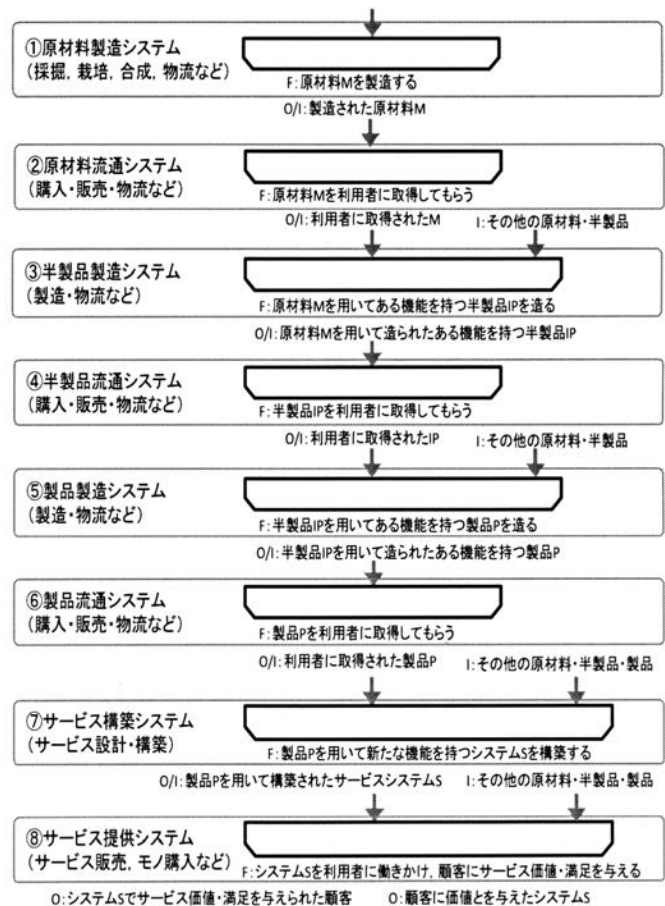 ①原材料製造システム
(採掘, 栽培, 合成, 物流など)
F:原材料Mを製造する
O/I:製造された原材料M
②原材料流通システム
(購入・販売・物流など)
F:原材料Mを利用者に取得してもらう
O/I:利用者に取得されたM I:その他の原材料・半製品
③半製品製造システム
(製造・物流など)
F:原材料Mを用いてある機能を持つ半製品IPを造る
O/I:原材料Mを用いて造られたある機能を持つ半製品IP
④半製品流通システム
(購入・販売・物流など)
F:半製品IPを利用者に取得してもらう
O/I:利用者に取得されたIP I:その他の原材料・半製品
⑤製品製造システム
(製造・物流など)
F:半製品IPを用いてある機能を持つ製品Pを造る
O/I:半製品IPを用いて造られたある機能を持つ製品P
⑥製品流通システム
(購入・販売・物流など)
F:製品Pを利用者に取得してもらう
O/I:利用者に取得された製品P I:その他の原材料・半製品・製品
⑦サービス構築システム
(サービス設計・構築)
F:製品Pを用いて新たな機能を持つシステムSを構築する
O/I:製品Pを用いて構築されたサービスシステムS I:その他の原材料・半製品・製品
⑧サービス提供システム
(サービス販売, モノ購入など)
F:システムSを利用者に働きかけ, 顧客にサービス価値・満足を与える
O:システムSでサービス価値・満足を与えられた顧客 O:顧客に価値とを与えたシステムS